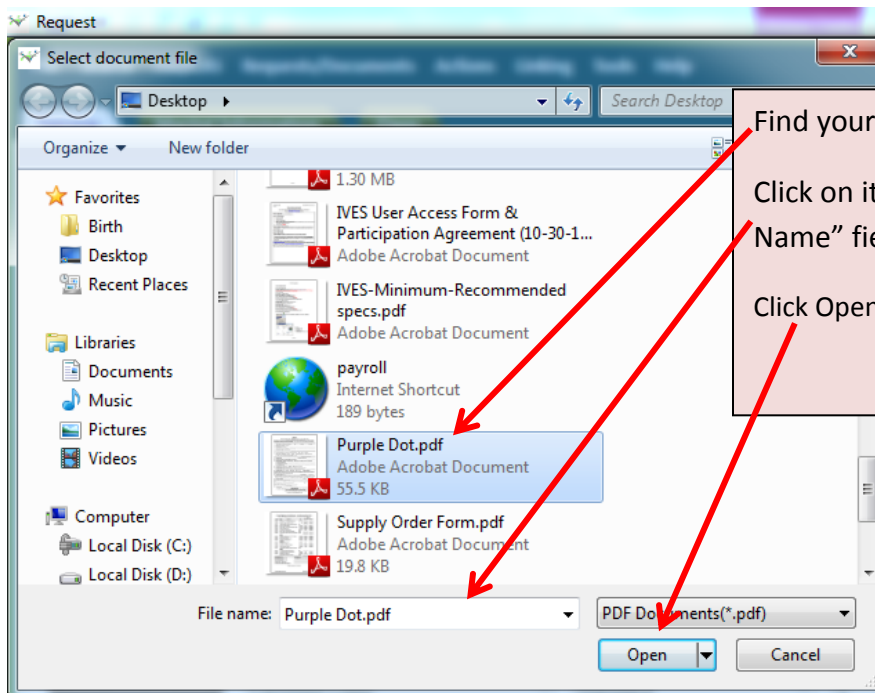 Request
Select document file
Desktop
Search Desktop
Organize
New folder
Favorites
Birth
Desktop
Recent Places
Libraries
Documents
Music
Pictures
Videos
Computer
Local Disk (C:)
Local Disk (D:)
1.30 MB
IVES User Access Form &
Participation Agreement (10-30-1...
Adobe Acrobat Document
IVES-Minimum-Recommended
specs.pdf
Adobe Acrobat Document
payroll
Internet Shortcut
189 bytes
Purple Dot.pdf
Adobe Acrobat Document
55.5 KB
Supply Order Form.pdf
Adobe Acrobat Document
19.8 KB
Find your
Click on it
Name” fie
Click Open
File name: Purple Dot.pdf
PDF Documents(*.pdf)
Open
Cancel